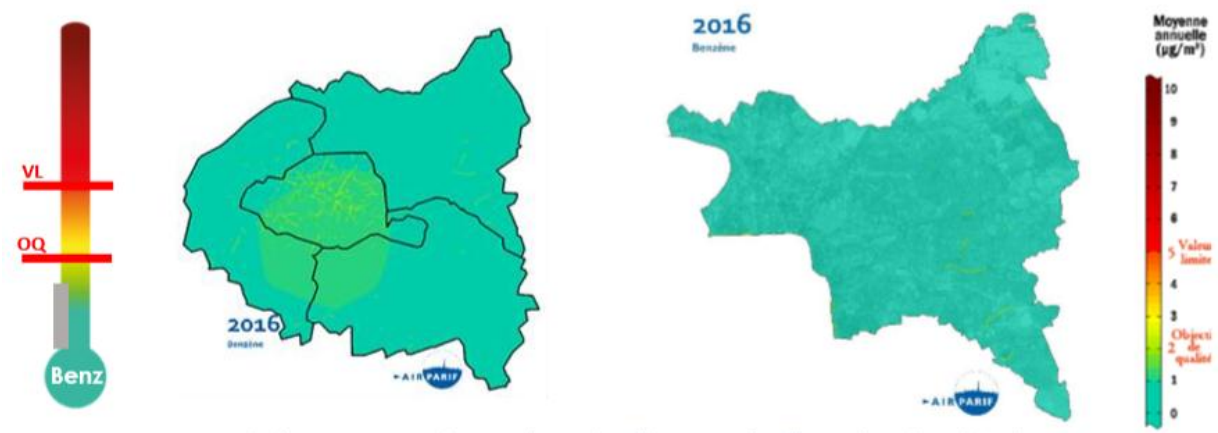 VL
OQ
Benz
2016
Benzène
AIRPARIF
2016
Benzène
AIRPARIF
Moyenne
annuelle
(µg/m³)
10
9
8
7
6
5 Valeur
limite
4
3
Objecti
2 de
qualité
1
0